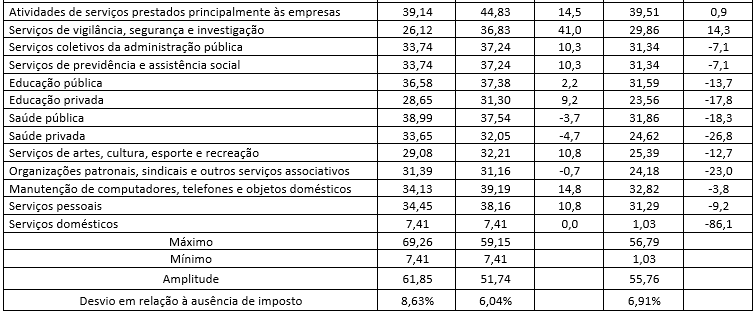 Atividades de serviços prestados principalmente às empresas 39,14 44,83 14,5 39,51 0,9
Serviços de vigilância, segurança e investigação 26,12 36,83 41,0 29,86 14,3
Serviços coletivos da administração pública 33,74 37,24 10,3 31,34 -7,1
Serviços de previdência e assistência social 33,74 37,24 10,3 31,34 -7,1
Educação pública 36,58 37,38 2,2 31,59 -13,7
Educação privada 28,65 31,30 9,2 23,56 -17,8
Saúde pública 38,99 37,54 -3,7 31,86 -18,3
Saúde privada 33,65 32,05 -4,7 24,62 -26,8
Serviços de artes, cultura, esporte e recreação 29,08 32,21 10,8 25,39 -12,7
Organizações patronais, sindicais e outros serviços associativos 31,39 31,16 -0,7 24,18 -23,0
Manutenção de computadores, telefones e objetos domésticos 34,13 39,19 14,8 32,82 -3,8
Serviços pessoais 34,45 38,16 10,8 31,29 -9,2
Serviços domésticos 7,41 7,41 0,0 1,03 -86,1
Máximo 69,26 59,15 56,79
Mínimo 7,41 7,41 1,03
Amplitude 61,85 51,74 55,76
Desvio em relação à ausência de imposto 8,63% 6,04% 6,91%